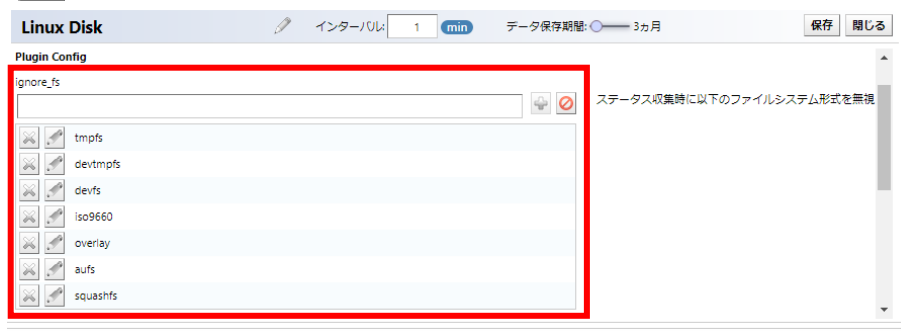 Linux Disk インターバル: 1 min データ保存期間: 3ヵ月 保存 閉じる
Plugin Config
ignore_fs
ステータス収集時に以下のファイルシステム形式を無視
tmpfs
devtmpfs
devfs
iso9660
overlay
aufs
squashfs